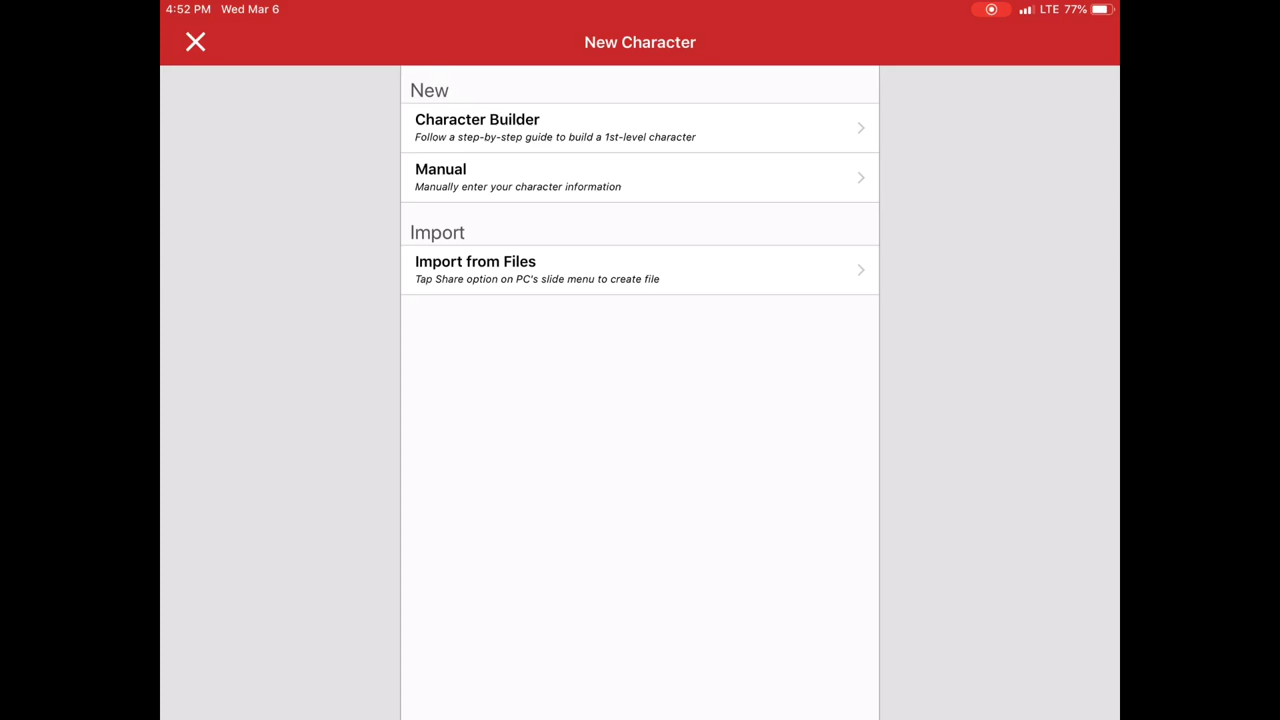 4:52 PM Wed Mar 6 LTE 77%
New Character
New
Character Builder
Follow a step-by-step guide to build a 1st-level character
Manual
Manually enter your character information
Import
Import from Files
Tap Share option on PC's slide menu to create file